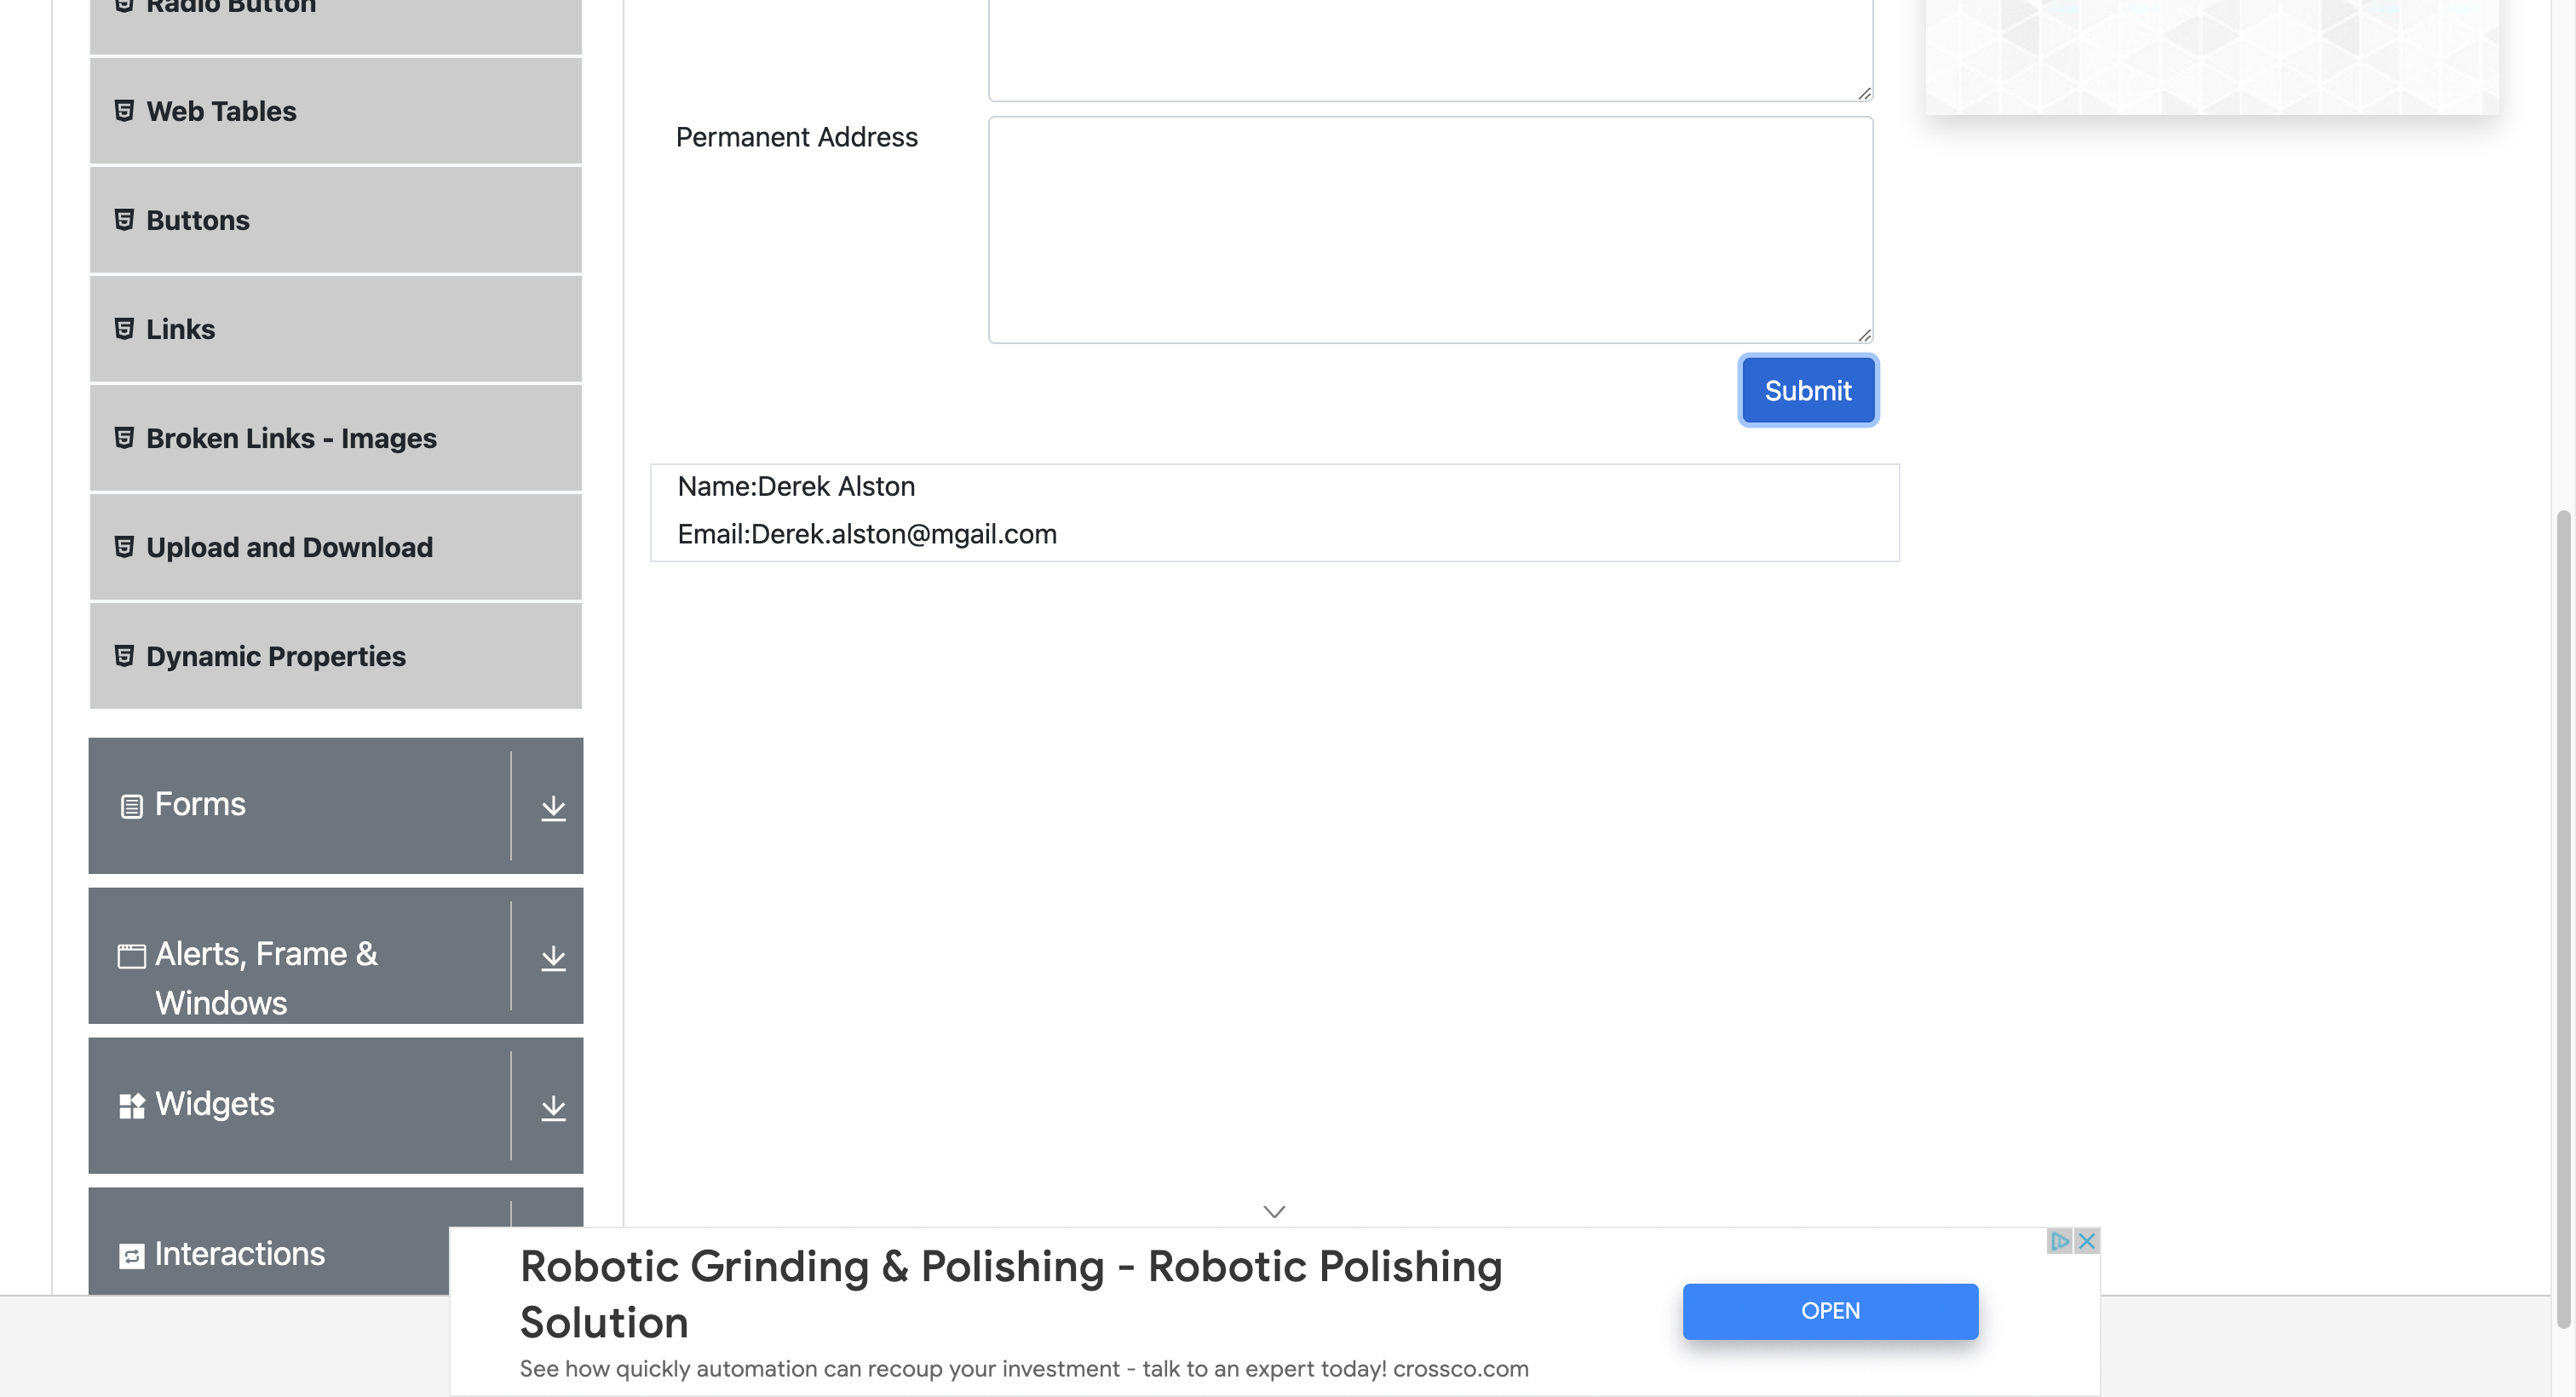 Radio Button
Web Tables
Buttons
Links
Broken Links - Images
Upload and Download
Dynamic Properties
Forms
Alerts, Frame &
Windows
Widgets
Interactions
Permanent Address
Submit
Name:Derek Alston
Email:Derek.alston@mgail.com
Robotic Grinding & Polishing - Robotic Polishing
Solution
See how quickly automation can recoup your investment - talk to an expert today! crossco.com
OPEN